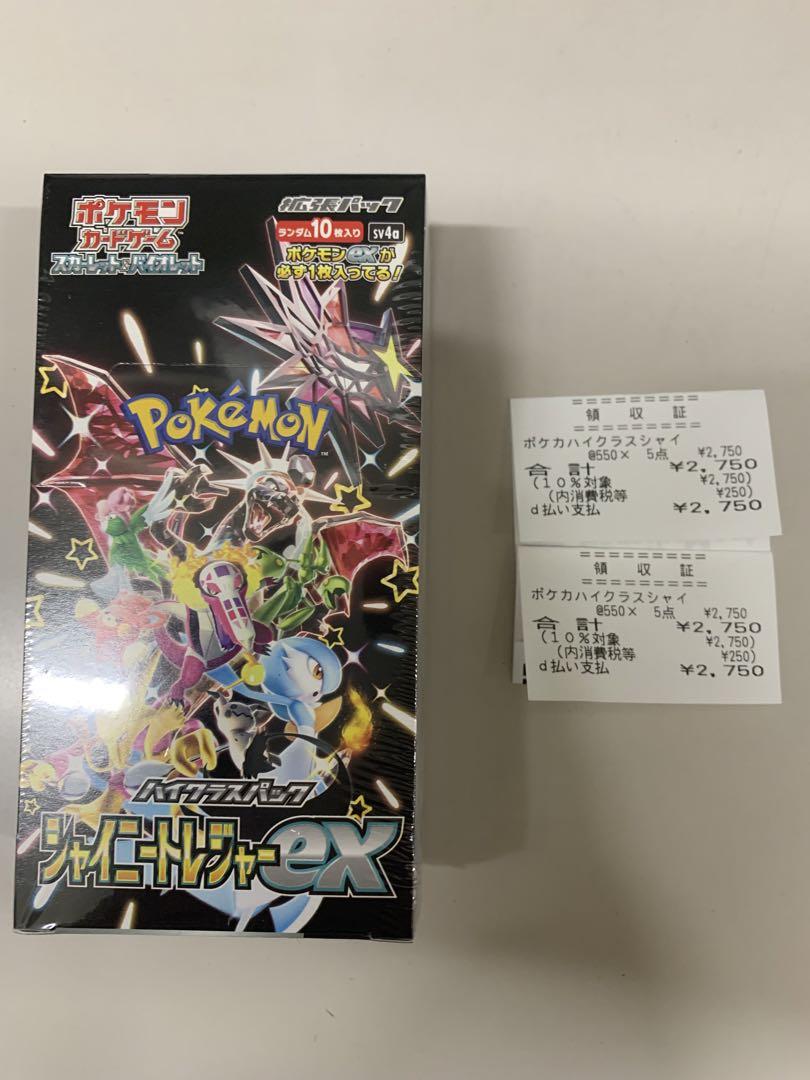 ポケモン
カードゲーム
スカーレット&バイオレット
拡張パック
ランダム10枚入り SV4a
ポケモンexが
必ず1枚入ってる!
POKéMON
TM
ハイクラスパック
シャイニートレジャーex
=========
領 収 証
=========
ポケカハイクラスシャイ
@550× 5点 ¥2,750
合 計 ¥2,750
(10%対象 ¥2,750)
(内消費税等 ¥250)
d払い支払 ¥2,750
=========
領 収 証
=========
ポケカハイクラスシャイ
@550× 5点 ¥2,750
合 計 ¥2,750
(10%対象 ¥2,750)
(内消費税等 ¥250)
d払い支払 ¥2,750